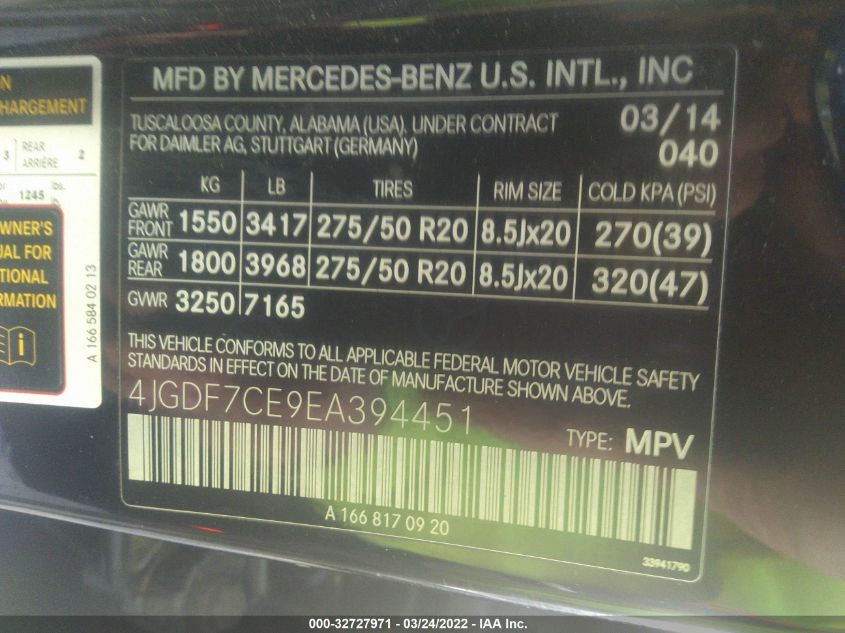 N
HARGEMENT
3 REAR ARRIÈRE 2
1245 lbs.
WNER'S
UAL FOR
TIONAL
RMATION
i
A 166 584 02 13
MFD BY MERCEDES-BENZ U.S. INTL., INC
TUSCALOOSA COUNTY, ALABAMA (USA). UNDER CONTRACT
FOR DAIMLER AG, STUTTGART (GERMANY)
03/14
040
KG LB TIRES RIM SIZE COLD KPA (PSI)
GAWR FRONT 1550 3417 275/50 R20 8.5Jx20 270(39)
GAWR REAR 1800 3968 275/50 R20 8.5Jx20 320(47)
GVWR 3250 7165
THIS VEHICLE CONFORMS TO ALL APPLICABLE FEDERAL MOTOR VEHICLE SAFETY
STANDARDS IN EFFECT ON THE DATE OF MANUFACTURE SHOWN ABOVE.
4JGDF7CE9EA394451
TYPE: MPV
A 166 817 09 20
33941790
000-32727971 - 03/24/2022 - IAA Inc.